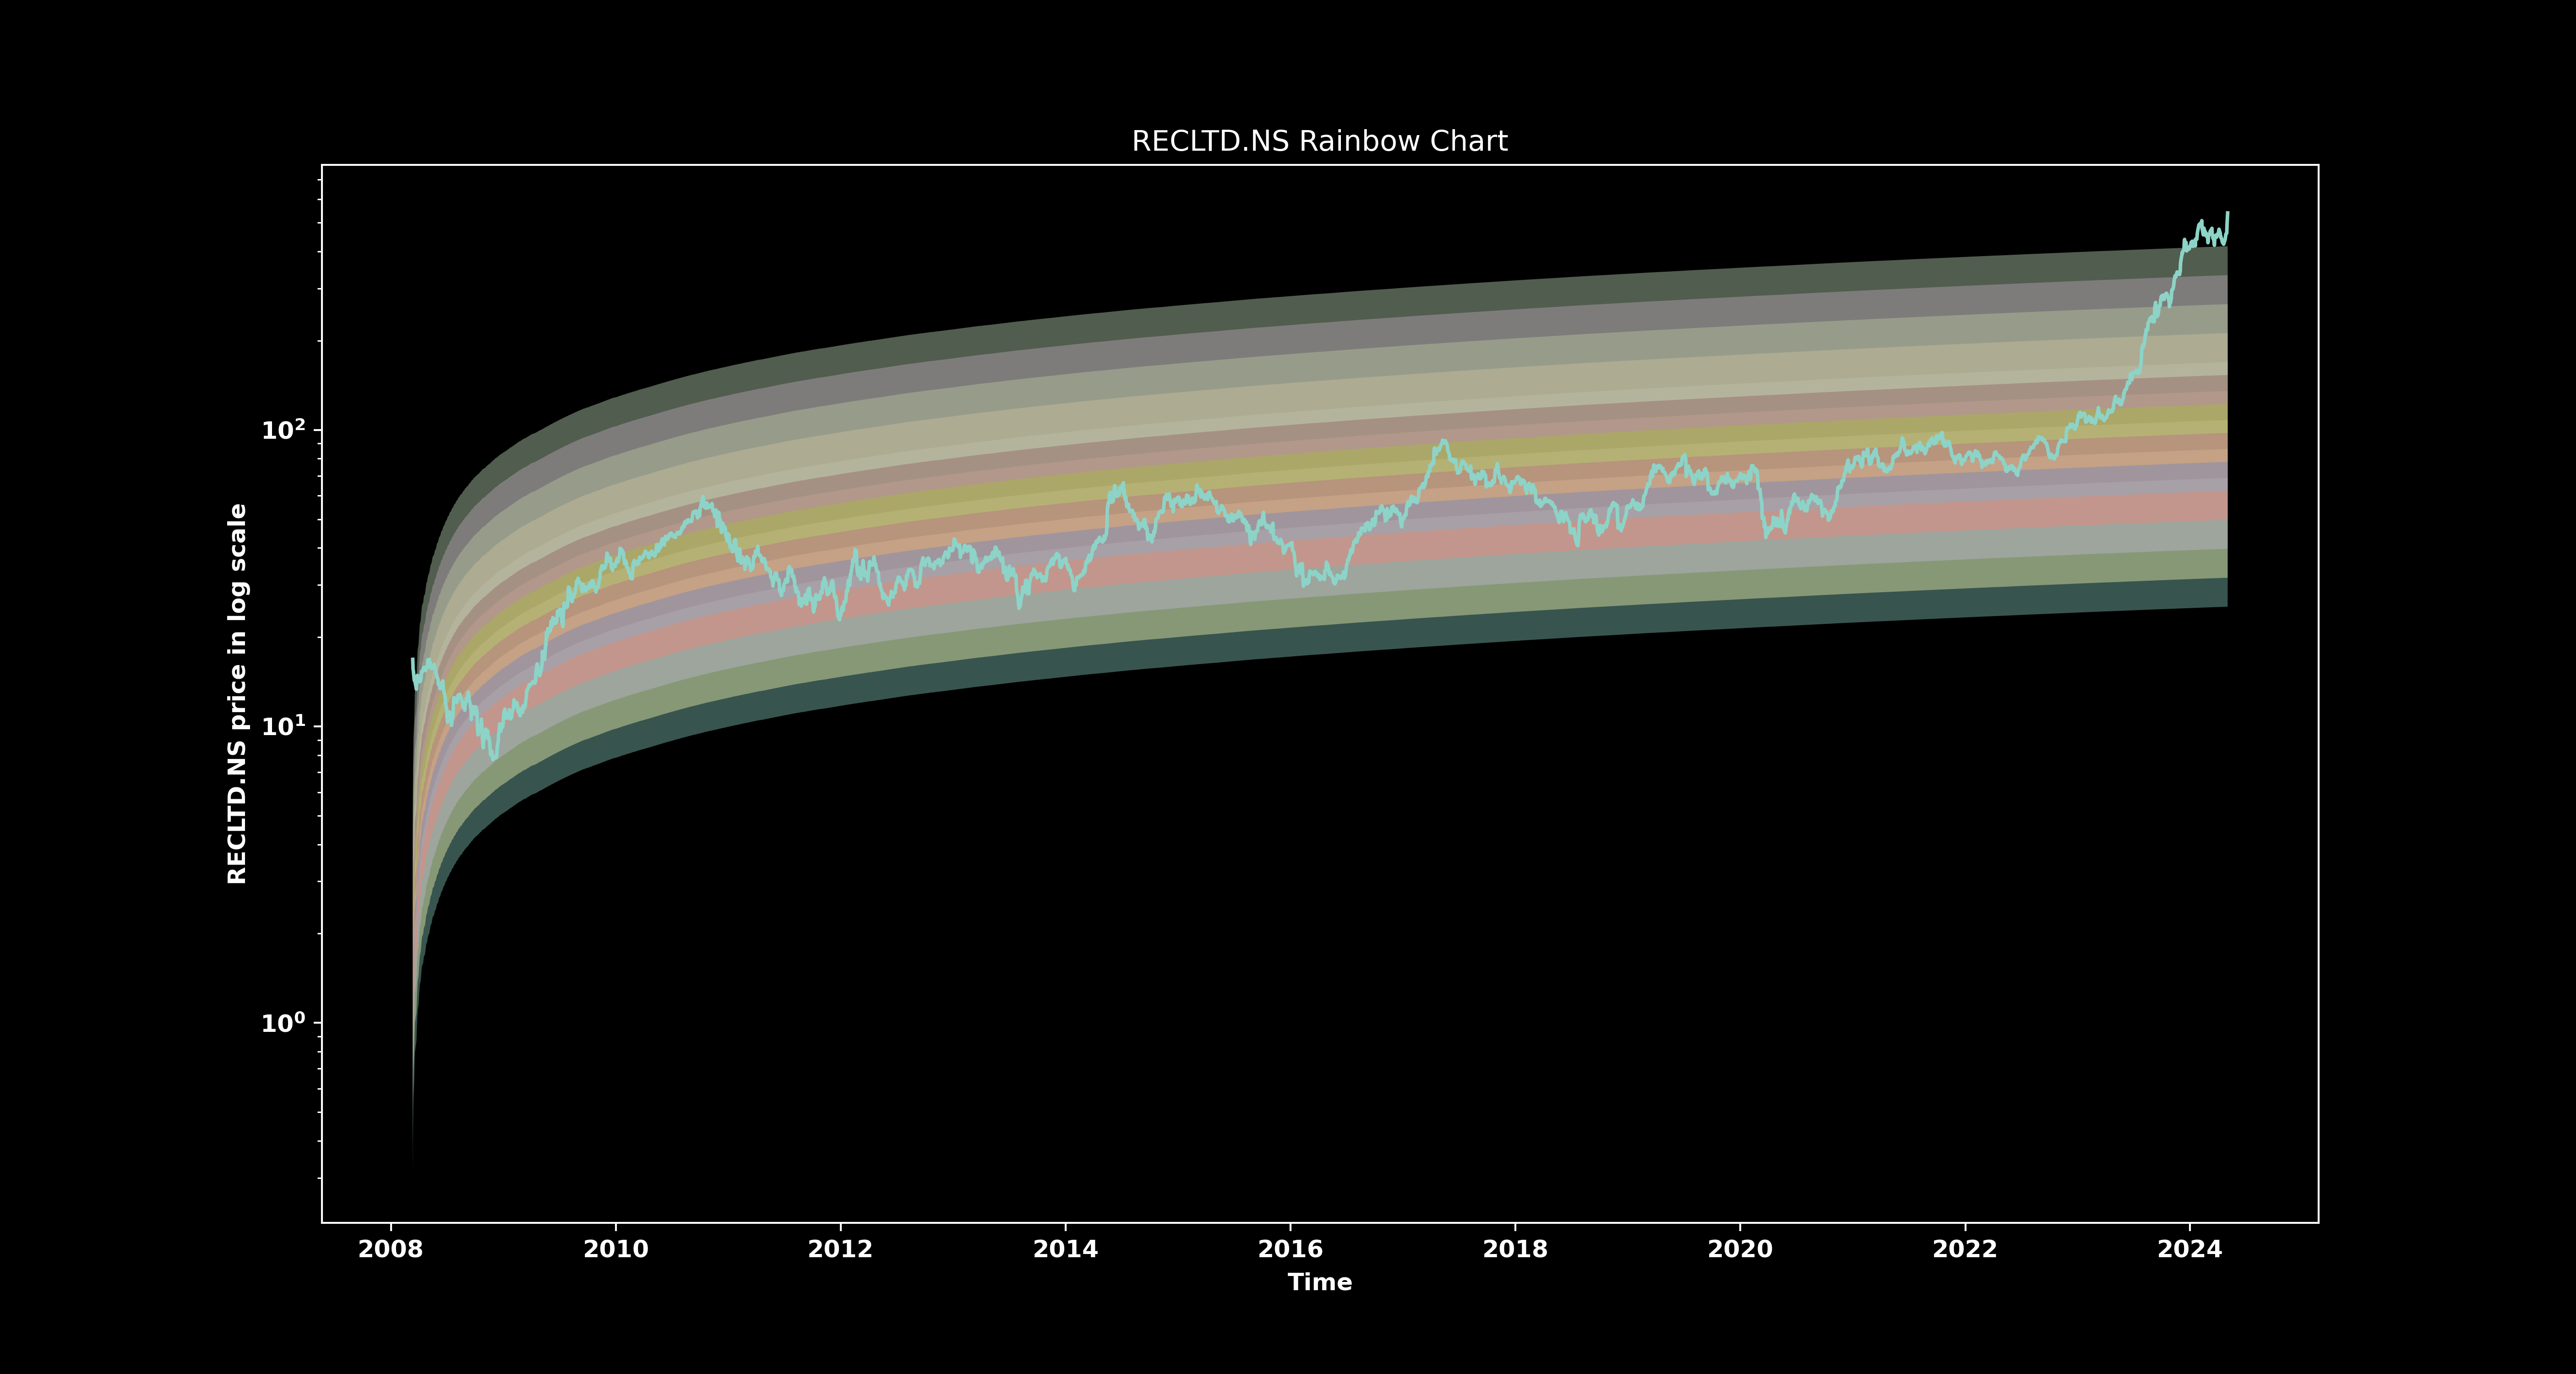 RECLTD.NS Rainbow Chart
RECLTD.NS price in log scale
10²
10¹
10⁰
2008 2010 2012 2014 2016 2018 2020 2022 2024
Time